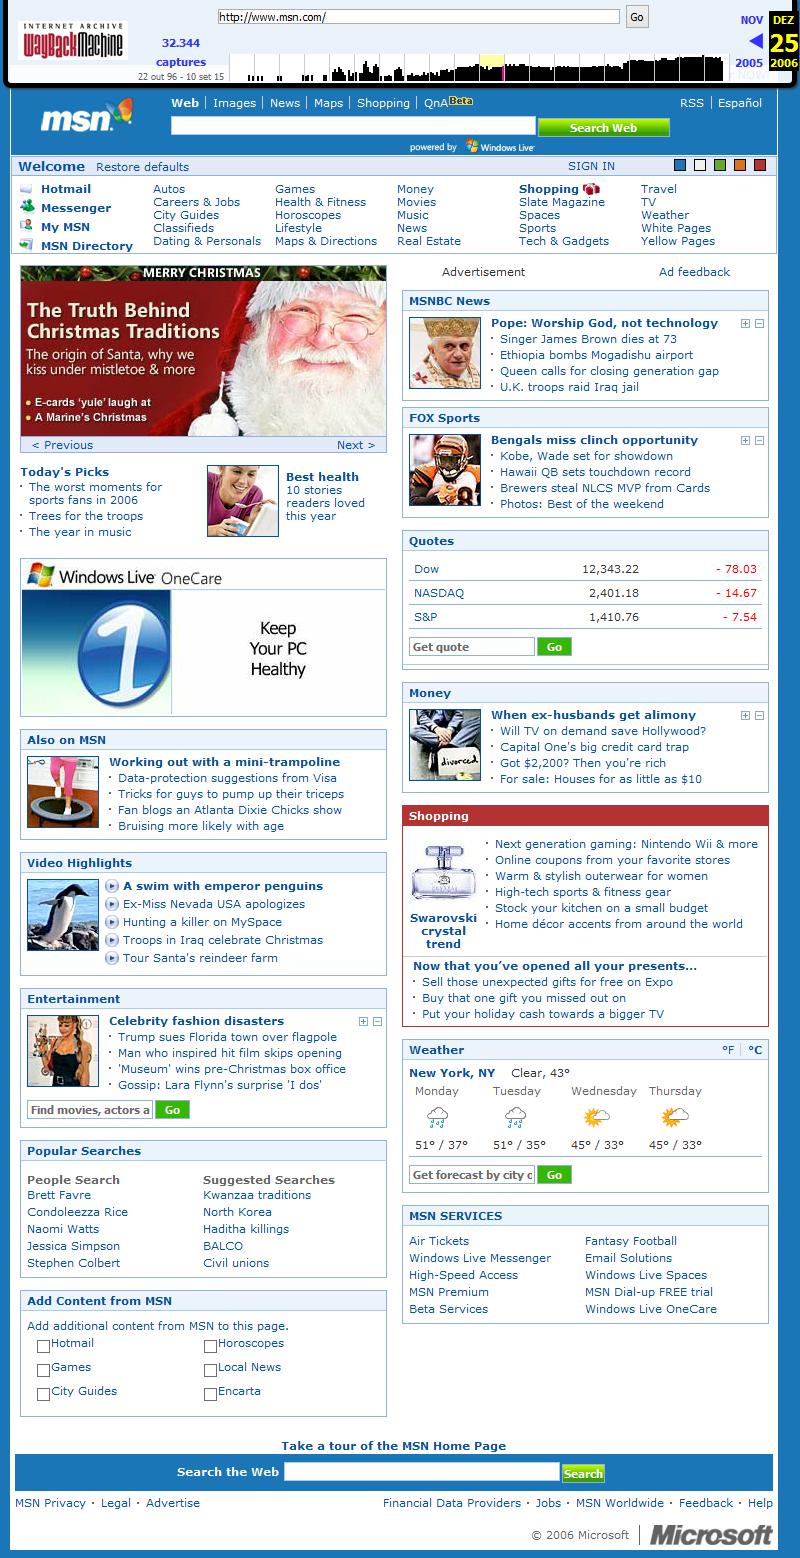 INTERNET ARCHIVE
WayBackMachine
http://www.msn.com/
Go
32.344
captures
22 out 96 - 10 set 15
NOV
DEZ
25
2005
2006
msn
Web | Images | News | Maps | Shopping | QnA Beta
RSS | Español
Search Web
powered by Windows Live
Welcome Restore defaults
SIGN IN
Hotmail
Messenger
My MSN
MSN Directory
Autos
Careers & Jobs
City Guides
Classifieds
Dating & Personals
Games
Health & Fitness
Horoscopes
Lifestyle
Maps & Directions
Money
Movies
Music
News
Real Estate
Shopping
Slate Magazine
Spaces
Sports
Tech & Gadgets
Travel
TV
Weather
White Pages
Yellow Pages
MERRY CHRISTMAS
The Truth Behind
Christmas Traditions
The origin of Santa, why we
kiss under mistletoe & more
• E-cards 'yule' laugh at
• A Marine's Christmas
< Previous
Next >
Today's Picks
· The worst moments for
sports fans in 2006
· Trees for the troops
· The year in music
Best health
10 stories
readers loved
this year
Windows Live OneCare
1
Keep
Your PC
Healthy
Also on MSN
Working out with a mini-trampoline
· Data-protection suggestions from Visa
· Tricks for guys to pump up their triceps
· Fan blogs an Atlanta Dixie Chicks show
· Bruising more likely with age
Video Highlights
A swim with emperor penguins
Ex-Miss Nevada USA apologizes
Hunting a killer on MySpace
Troops in Iraq celebrate Christmas
Tour Santa's reindeer farm
Entertainment
Celebrity fashion disasters
· Trump sues Florida town over flagpole
· Man who inspired hit film skips opening
· 'Museum' wins pre-Christmas box office
· Gossip: Lara Flynn's surprise 'I dos'
Find movies, actors a
Go
Popular Searches
People Search
Brett Favre
Condoleezza Rice
Naomi Watts
Jessica Simpson
Stephen Colbert
Suggested Searches
Kwanzaa traditions
North Korea
Haditha killings
BALCO
Civil unions
Add Content from MSN
Add additional content from MSN to this page.
Hotmail
Horoscopes
Games
Local News
City Guides
Encarta
Advertisement
Ad feedback
MSNBC News
Pope: Worship God, not technology
· Singer James Brown dies at 73
· Ethiopia bombs Mogadishu airport
· Queen calls for closing generation gap
· U.K. troops raid Iraq jail
FOX Sports
Bengals miss clinch opportunity
· Kobe, Wade set for showdown
· Hawaii QB sets touchdown record
· Brewers steal NLCS MVP from Cards
· Photos: Best of the weekend
Quotes
Dow 12,343.22 - 78.03
NASDAQ 2,401.18 - 14.67
S&P 1,410.76 - 7.54
Get quote
Go
Money
When ex-husbands get alimony
· Will TV on demand save Hollywood?
· Capital One's big credit card trap
· Got $2,200? Then you're rich
· For sale: Houses for as little as $10
divorced
Shopping
Swarovski
crystal
trend
· Next generation gaming: Nintendo Wii & more
· Online coupons from your favorite stores
· Warm & stylish outerwear for women
· High-tech sports & fitness gear
· Stock your kitchen on a small budget
· Home décor accents from around the world
Now that you've opened all your presents...
· Sell those unexpected gifts for free on Expo
· Buy that one gift you missed out on
· Put your holiday cash towards a bigger TV
Weather
°F | °C
New York, NY Clear, 43°
Monday Tuesday Wednesday Thursday
51° / 37° 51° / 35° 45° / 33° 45° / 33°
Get forecast by city o
Go
MSN SERVICES
Air Tickets
Windows Live Messenger
High-Speed Access
MSN Premium
Beta Services
Fantasy Football
Email Solutions
Windows Live Spaces
MSN Dial-up FREE trial
Windows Live OneCare
Take a tour of the MSN Home Page
Search the Web
Search
MSN Privacy · Legal · Advertise
Financial Data Providers · Jobs · MSN Worldwide · Feedback · Help
© 2006 Microsoft | Microsoft